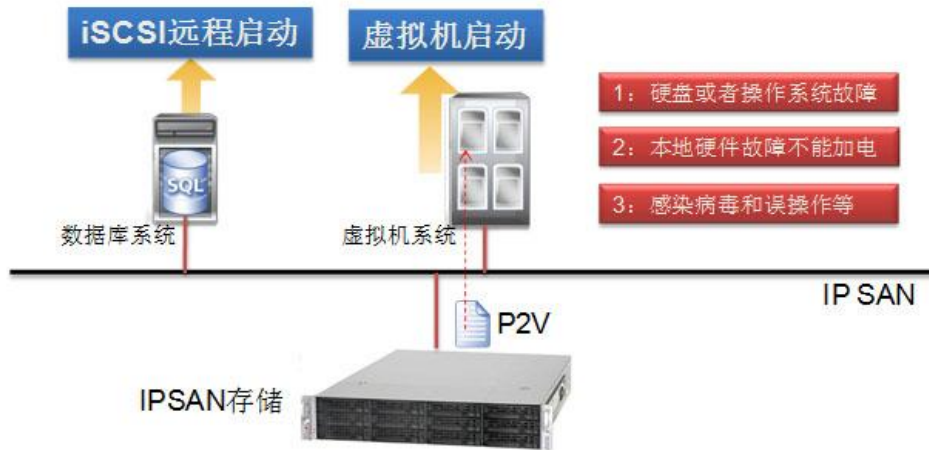 iSCSI远程启动
虚拟机启动
1：硬盘或者操作系统故障
2：本地硬件故障不能加电
3：感染病毒和误操作等
SQL
数据库系统
虚拟机系统
IP SAN
P2V
IPSAN存储